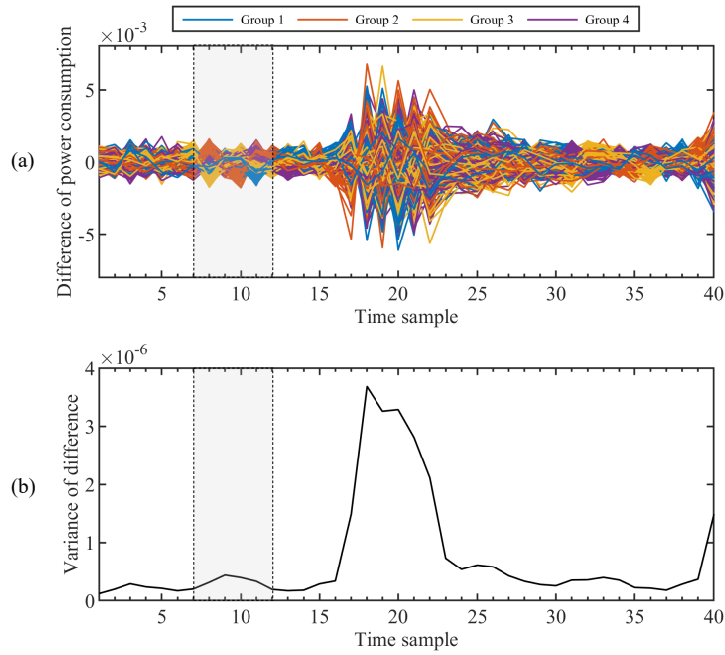 Group 1 Group 2 Group 3 Group 4
×10-3
(a)
Difference of power consumption
5
0
-5
5 10 15 20 25 30 35 40
Time sample
×10-6
(b)
Variance of difference
4
3
2
1
0
5 10 15 20 25 30 35 40
Time sample